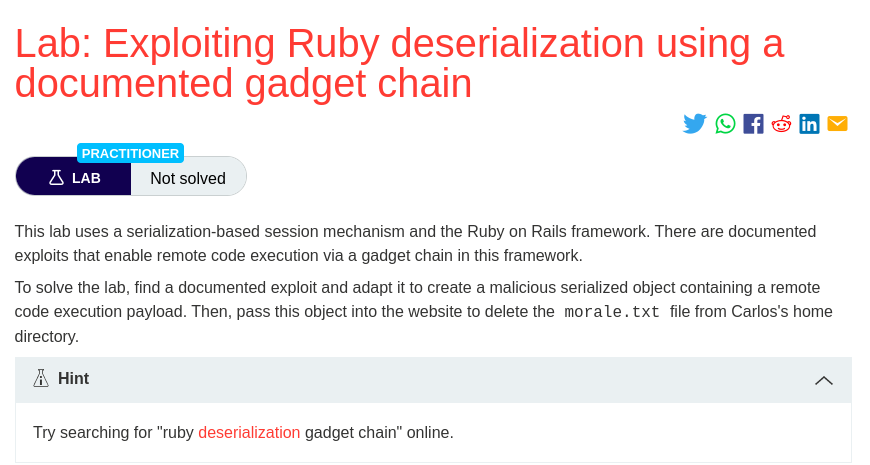 Lab: Exploiting Ruby deserialization using a
documented gadget chain
PRACTITIONER
LAB
Not solved
This lab uses a serialization-based session mechanism and the Ruby on Rails framework. There are documented
exploits that enable remote code execution via a gadget chain in this framework.
To solve the lab, find a documented exploit and adapt it to create a malicious serialized object containing a remote
code execution payload. Then, pass this object into the website to delete the morale.txt file from Carlos's home
directory.
Hint
Try searching for "ruby deserialization gadget chain" online.